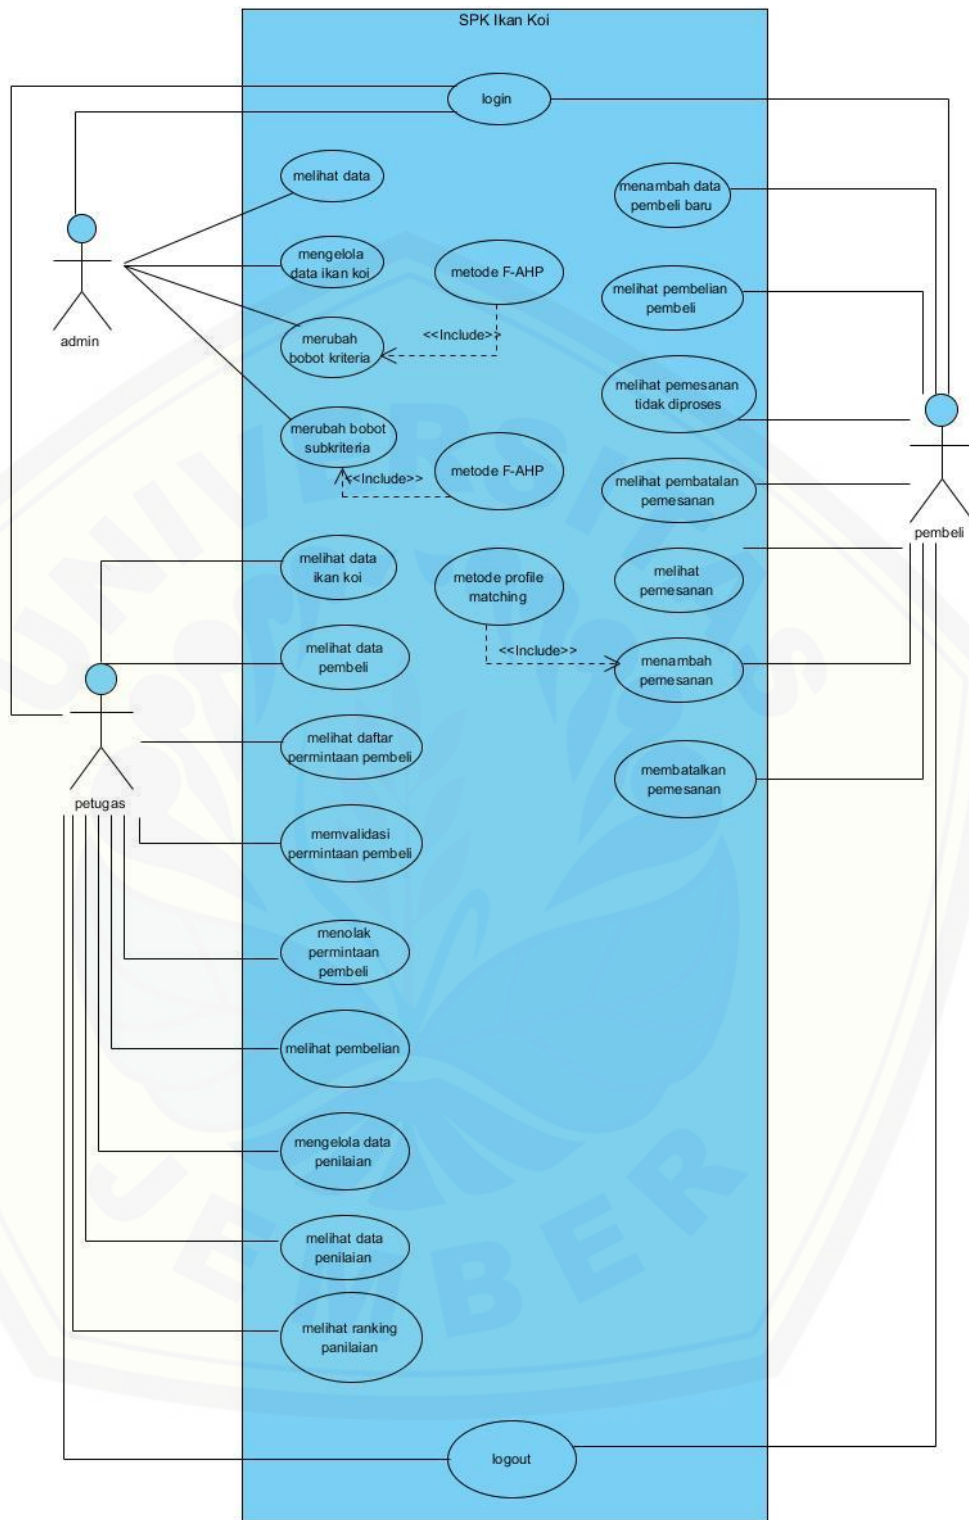 SPK Ikan Koi
login
melihat data
menambah data
pembeli baru
mengelola
data ikan koi
metode F-AHP
melihat pembelian
pembeli
<<Include>>
merubah
bobot kriteria
admin
melihat pemesanan
tidak diproses
merubah bobot
subkriteria
metode F-AHP
<<Include>>
melihat pembatalan
pemesanan
pembeli
melihat data
ikan koi
metode profile
matching
melihat
pemesanan
melihat data
pembeli
<<Include>>
menambah
pemesanan
melihat daftar
permintaan pembeli
membatalkan
pemesanan
petugas
memvalidasi
permintaan pembeli
menolak
permintaan
pembeli
melihat pembelian
mengelola data
penilaian
melihat data
penilaian
melihat ranking
panilaian
logout
UNIVERSITAS
JEMBER